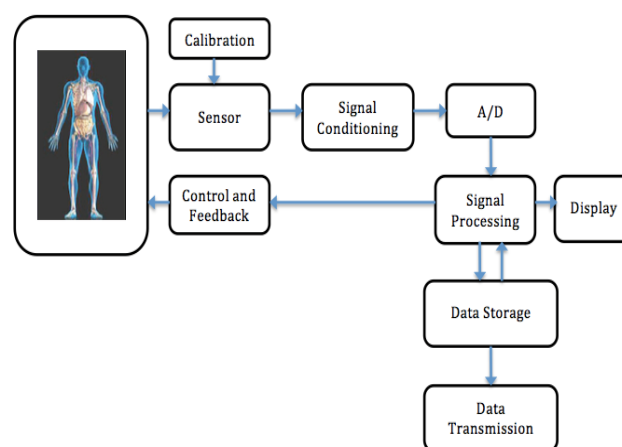 Calibration
Sensor
Signal
Conditioning
A/D
Control and
Feedback
Signal
Processing
Display
Data Storage
Data
Transmission